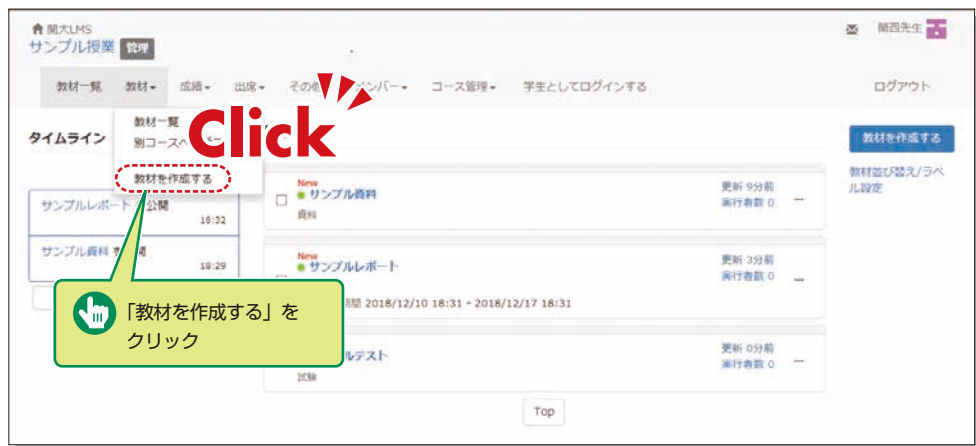 関大LMS
関西先生
サンプル授業 管理
教材一覧 教材 成績 出席 その他 メンバー コース管理 学生としてログインする ログアウト
Click
教材一覧
別コースへ
タイムライン
教材を作成する
教材を作成する
教材並び替え/ラベ
ル設定
New
サンプル資料
資料
更新 9分前
実行者数 0
サンプルレポート を公開
18:32
サンプル資料
18:29
New
サンプルレポート
2018/12/10 18:31 - 2018/12/17 18:31
更新 3分前
実行者数 0
「教材を作成する」を
クリック
ルテスト
試験
更新 0分前
実行者数 0
Top